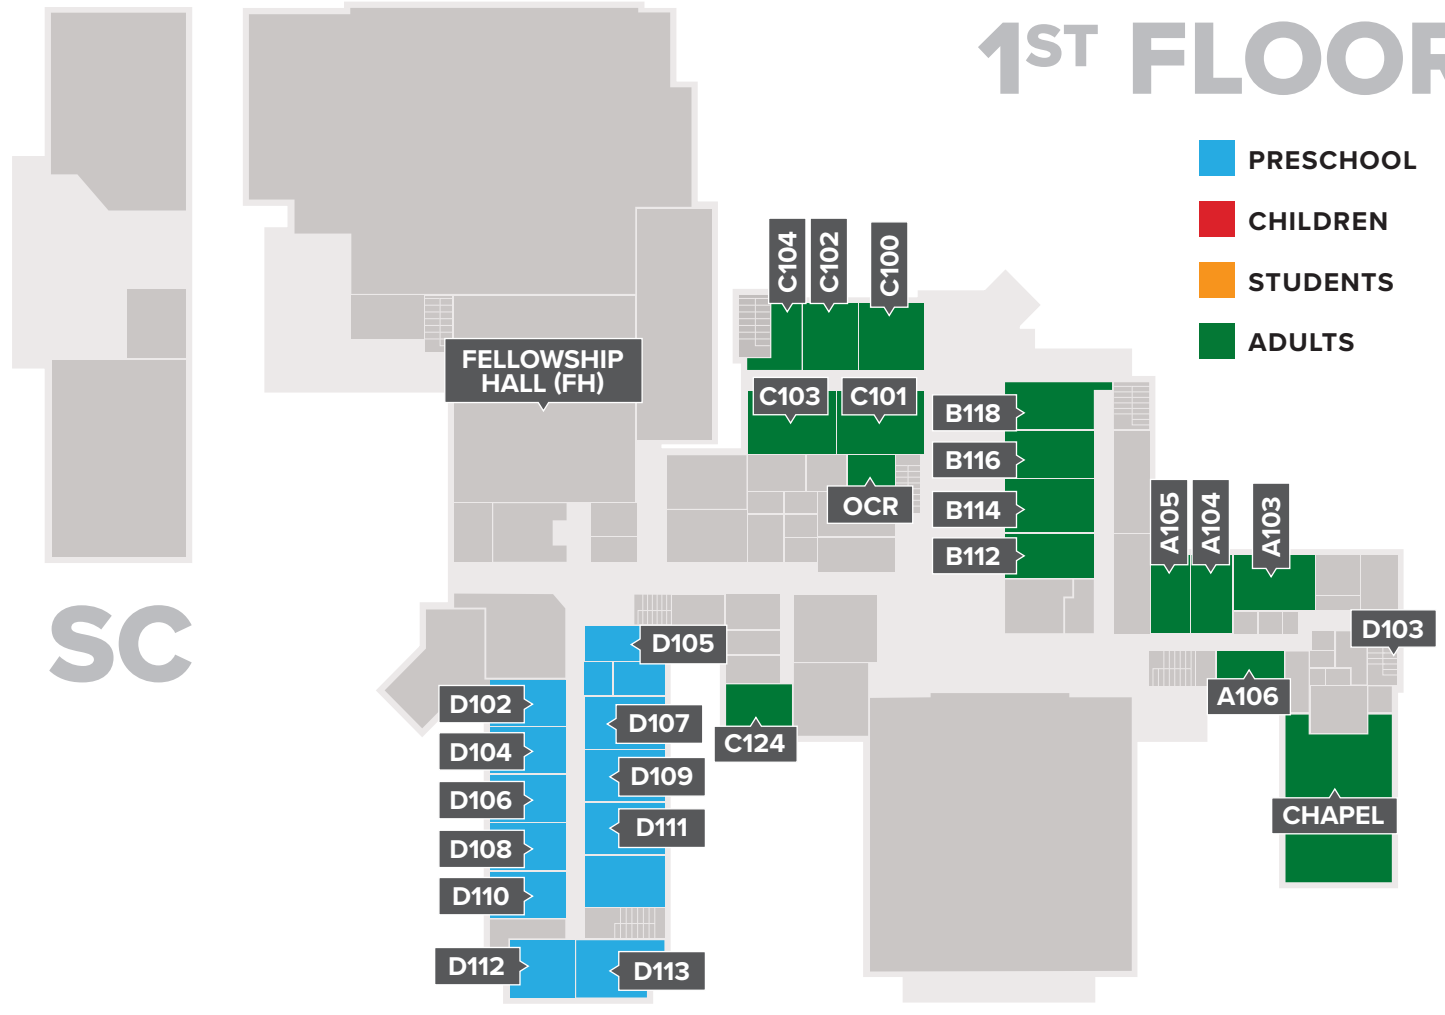 1ST FLOOR
PRESCHOOL
CHILDREN
STUDENTS
ADULTS
C104
C102
C100
FELLOWSHIP
HALL (FH)
C103
C101
B118
B116
OCR
B114
B112
A105
A104
A103
SC
D105
D103
D102
A106
D107
D104
C124
D109
D106
CHAPEL
D111
D108
D110
D112
D113